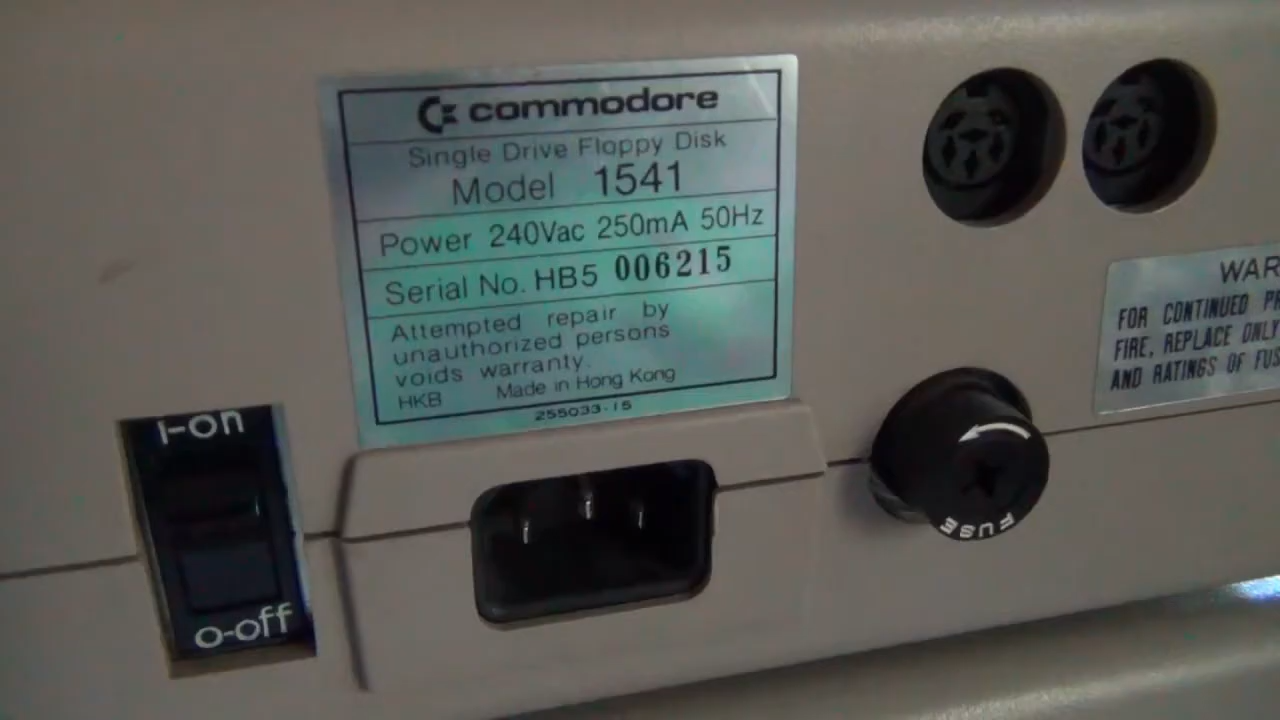 commodore
Single Drive Floppy Disk
Model 1541
Power 240Vac 250mA 50Hz
Serial No. HB5 006215
Attempted repair by
unauthorized persons
voids warranty.
HKB Made in Hong Kong
255033-15
WAR
FOR CONTINUED
FIRE, REPLACE ONLY
AND RATINGS OF FUS
I-on
o-off
FUSE